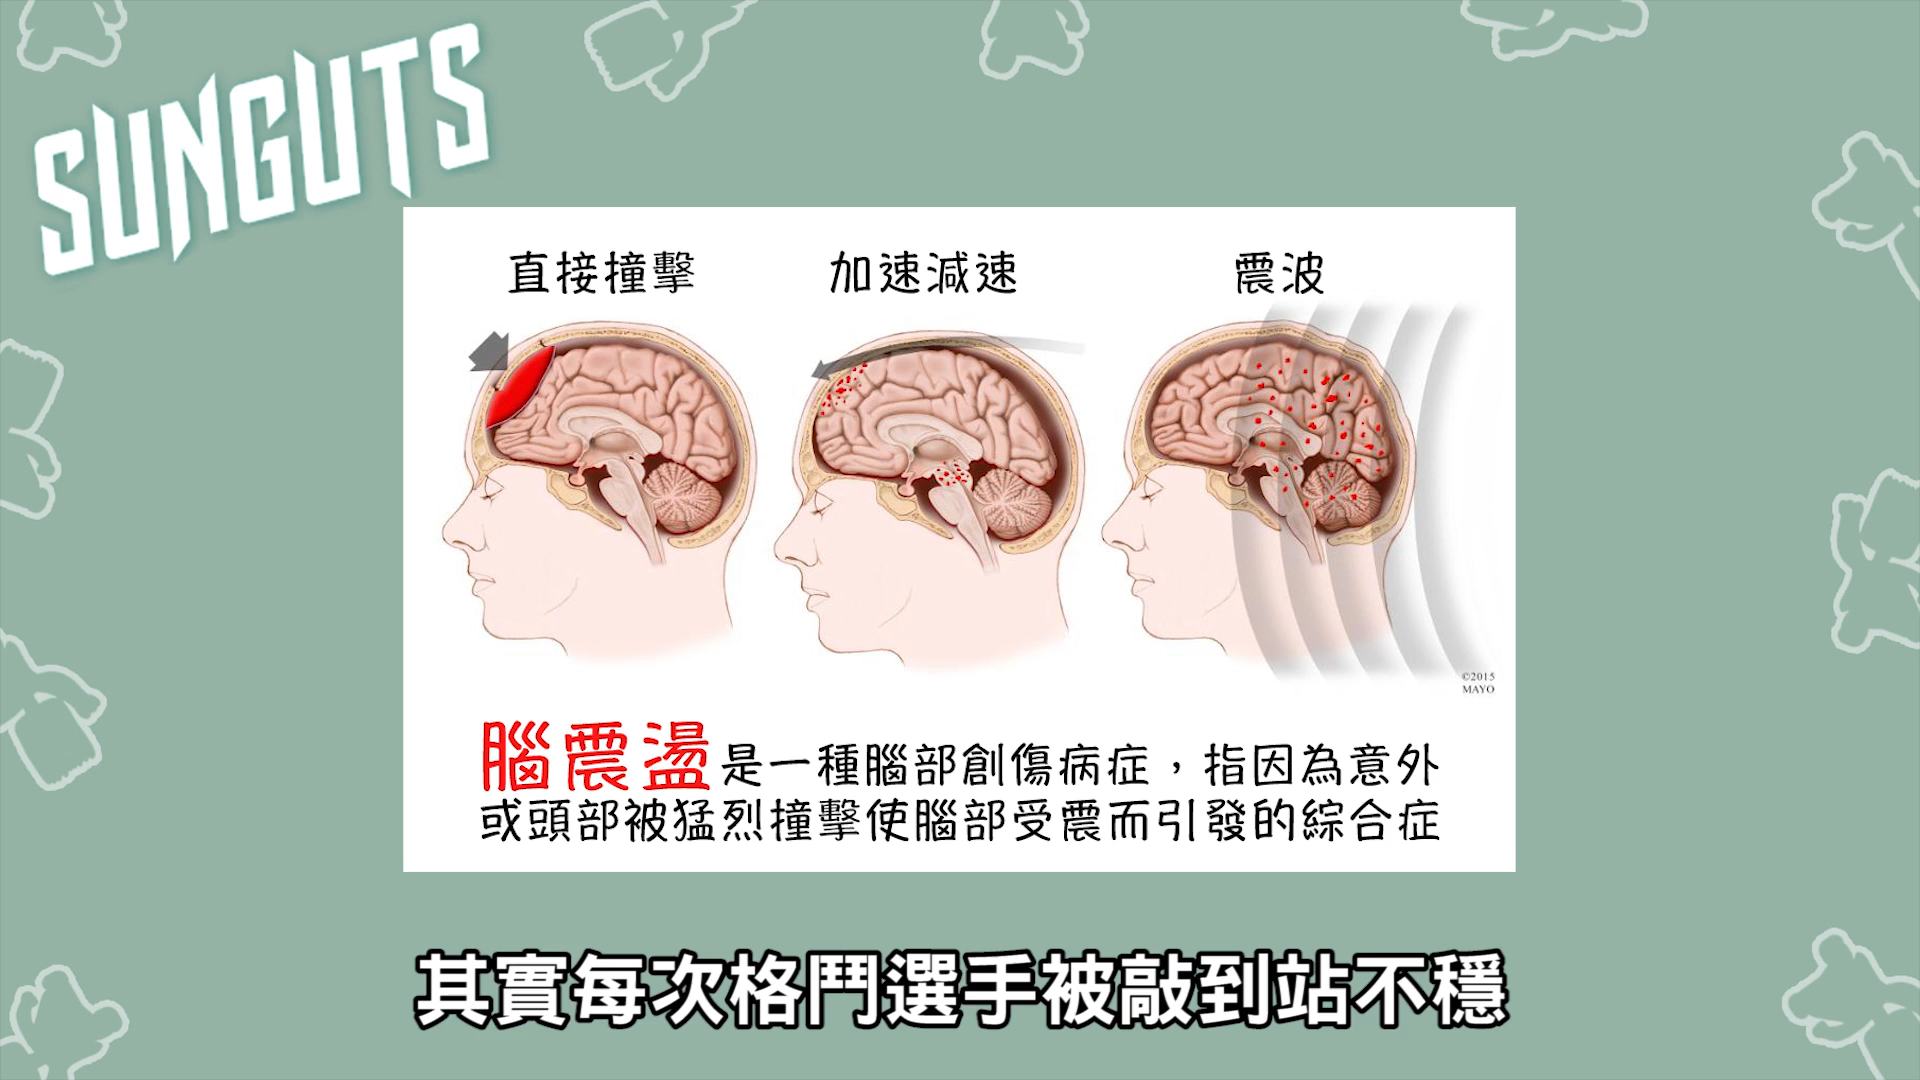 SUNGUTS
直接撞擊
加速減速
震波
©2015
MAYO
腦震盪是一種腦部創傷病症，指因為意外
或頭部被猛烈撞擊使腦部受震而引發的綜合症
其實每次格鬥選手被敲到站不穩